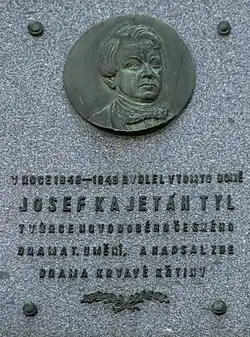 V ROCE 1848—1849 BYDLEL V TOMTO DOMĚ
JOSEF KAJETÁN TYL
TVŮRCE NOVODOBÉHO ČESKÉHO
DRAMAT. UMĚNÍ, A NAPSAL ZDE
DRAMA KRVAVÉ KŘTINY